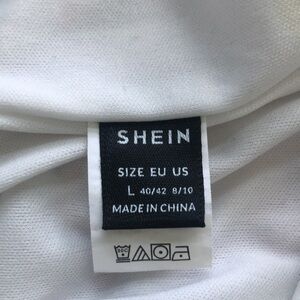 SHEIN
SIZE EU US
L 40/42 8/10
MADE IN CHINA